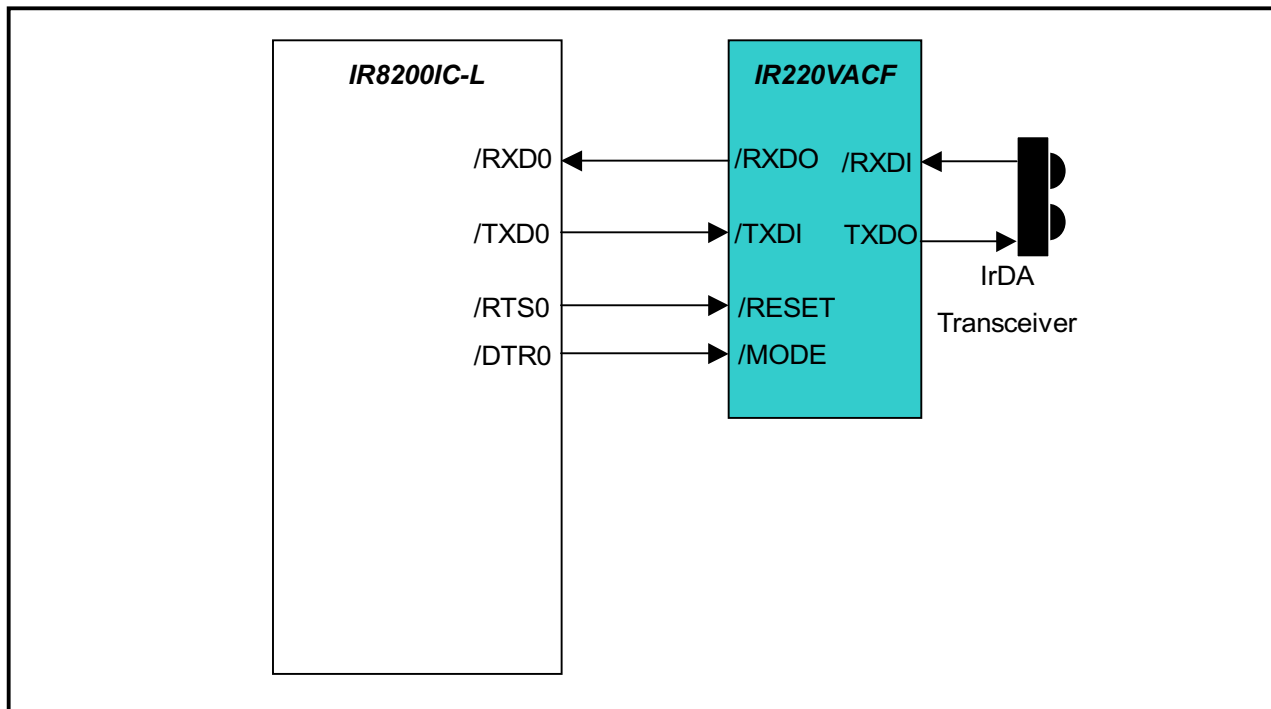 IR8200IC-L
IR220VACF
/RXD0
/RXDO
/RXDI
/TXD0
/TXDI
TXDO
IrDA
Transceiver
/RTS0
/RESET
/DTR0
/MODE